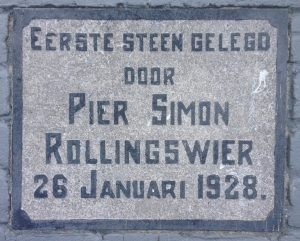 EERSTE STEEN GELEGD
DOOR
PIER SIMON
ROLLINGSWIER
26 JANUARI 1928.